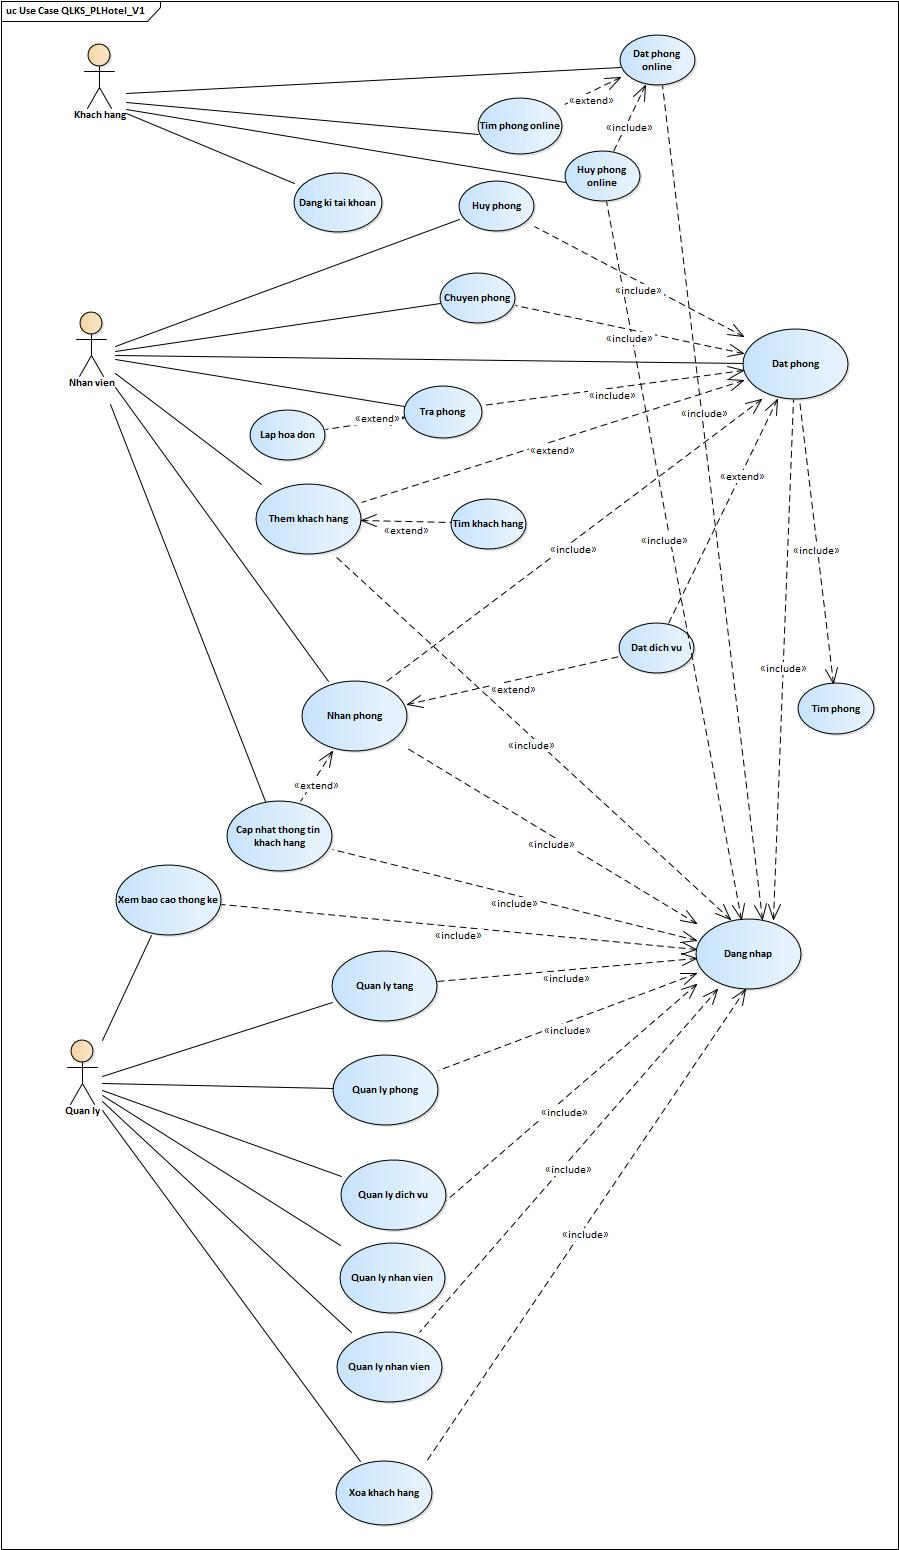 uc Use Case QLKS_PLHotel_V1
Khach hang
Dat phong
online
«extend»
Tim phong online
«include»
Huy phong
online
Dang ki tai khoan
Huy phong
«include»
Chuyen phong
«include»
Nhan vien
Dat phong
«include»
Tra phong
«extend»
Lap hoa don
«include»
«extend»
Them khach hang
Tim khach hang
«extend»
«extend»
«include»
«include»
«include»
Dat dich vu
«include»
«extend»
Tim phong
Nhan phong
«include»
«extend»
Cap nhat thong tin
khach hang
«include»
Xem bao cao thong ke
«include»
«include»
Dang nhap
Quan ly tang
«include»
Quan ly
Quan ly phong
«include»
«include»
Quan ly dich vu
«include»
Quan ly nhan vien
«include»
Quan ly nhan vien
Xoa khach hang